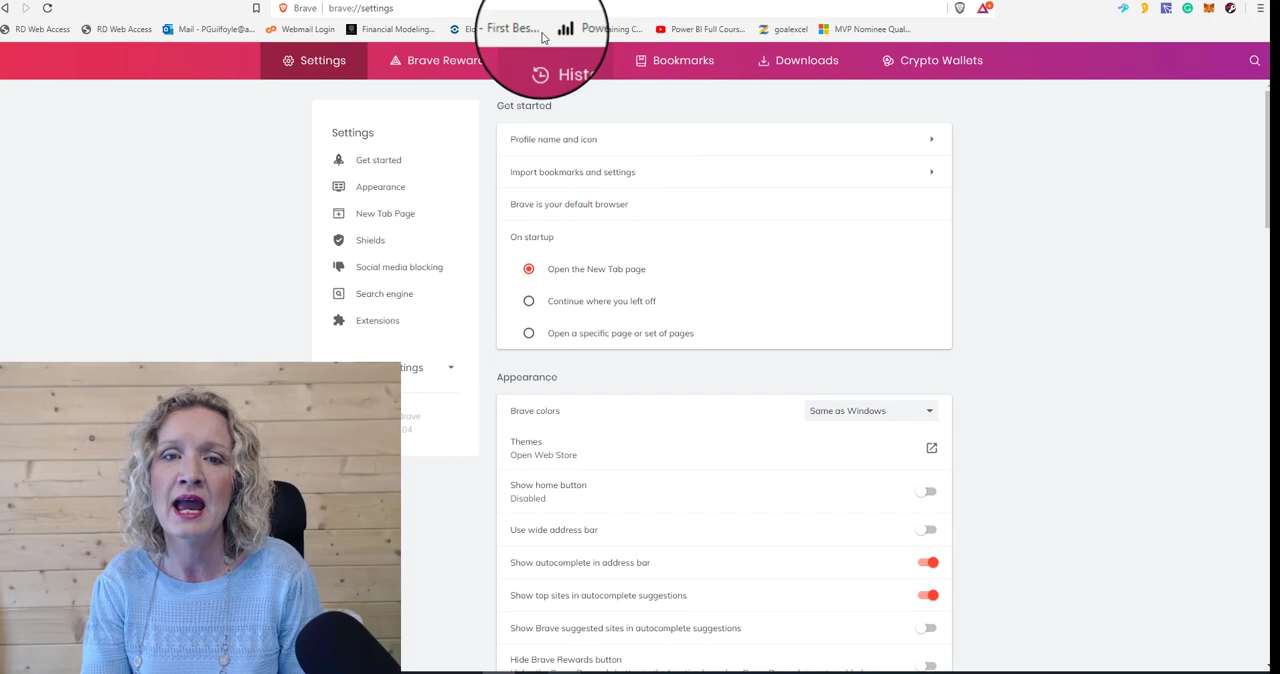 Brave
brave://settings
RD Web Access
RD Web Access
Mail - PGuilfoyle@a...
Webmail Login
Financial Modeling...
- First Bes...
Power BI Full Cours...
goalexcel
MVP Nominee Qual...
Settings
Brave Rewar
Hist
Bookmarks
Downloads
Crypto Wallets
Settings
Get started
Appearance
New Tab Page
Shields
Social media blocking
Search engine
Extensions
tings
Get started
Profile name and icon
Import bookmarks and settings
Brave is your default browser
On startup
Open the New Tab page
Continue where you left off
Open a specific page or set of pages
Appearance
Brave colors
Same as Windows
Themes
Open Web Store
Show home button
Disabled
Use wide address bar
Show autocomplete in address bar
Show top sites in autocomplete suggestions
Show Brave suggested sites in autocomplete suggestions
Hide Brave Rewards button